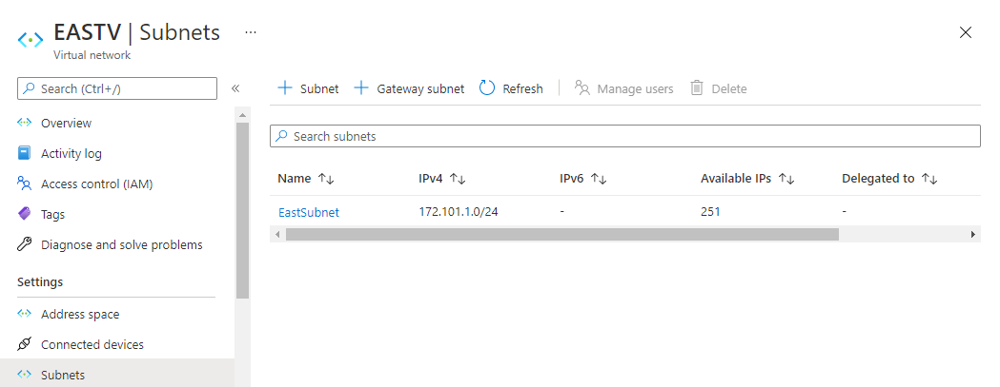 EASTV | Subnets ...
Virtual network
Search (Ctrl+/)
«
Overview
Activity log
Access control (IAM)
Tags
Diagnose and solve problems
Settings
Address space
Connected devices
Subnets
+ Subnet + Gateway subnet Refresh Manage users Delete
Search subnets
Name ↑↓ IPv4 ↑↓ IPv6 ↑↓ Available IPs ↑↓ Delegated to ↑↓
EastSubnet 172.101.1.0/24 - 251 -